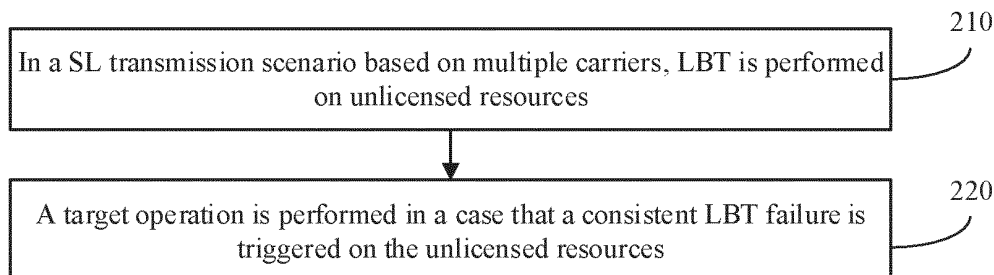 210
In a SL transmission scenario based on multiple carriers, LBT is performed
on unlicensed resources
220
A target operation is performed in a case that a consistent LBT failure is
triggered on the unlicensed resources